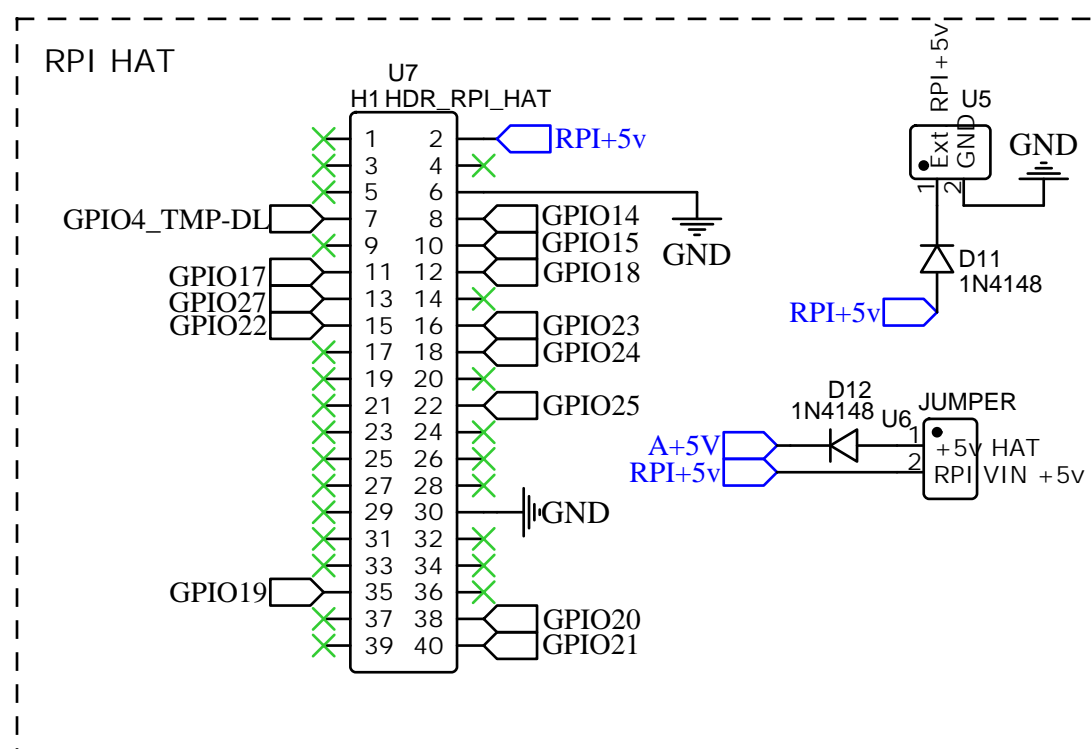 RPI HAT
U7
H1 HDR_RPI_HAT
1 2 RPI+5v
3 4
5 6
GPIO4_TMP-DL 7 8 GPIO14
9 10 GPIO15
GND
GPIO17 11 12 GPIO18
GPIO27 13 14
GPIO22 15 16 GPIO23
17 18 GPIO24
19 20
21 22 GPIO25
23 24
25 26
27 28
29 30 GND
31 32
33 34
GPIO19 35 36
37 38 GPIO20
39 40 GPIO21
RPI+5v
U5
Ext
GND
1
2
GND
D11
1N4148
RPI+5v
D12
1N4148
U6
JUMPER
A+5V 1 +5v HAT
RPI+5v 2 RPI VIN +5v